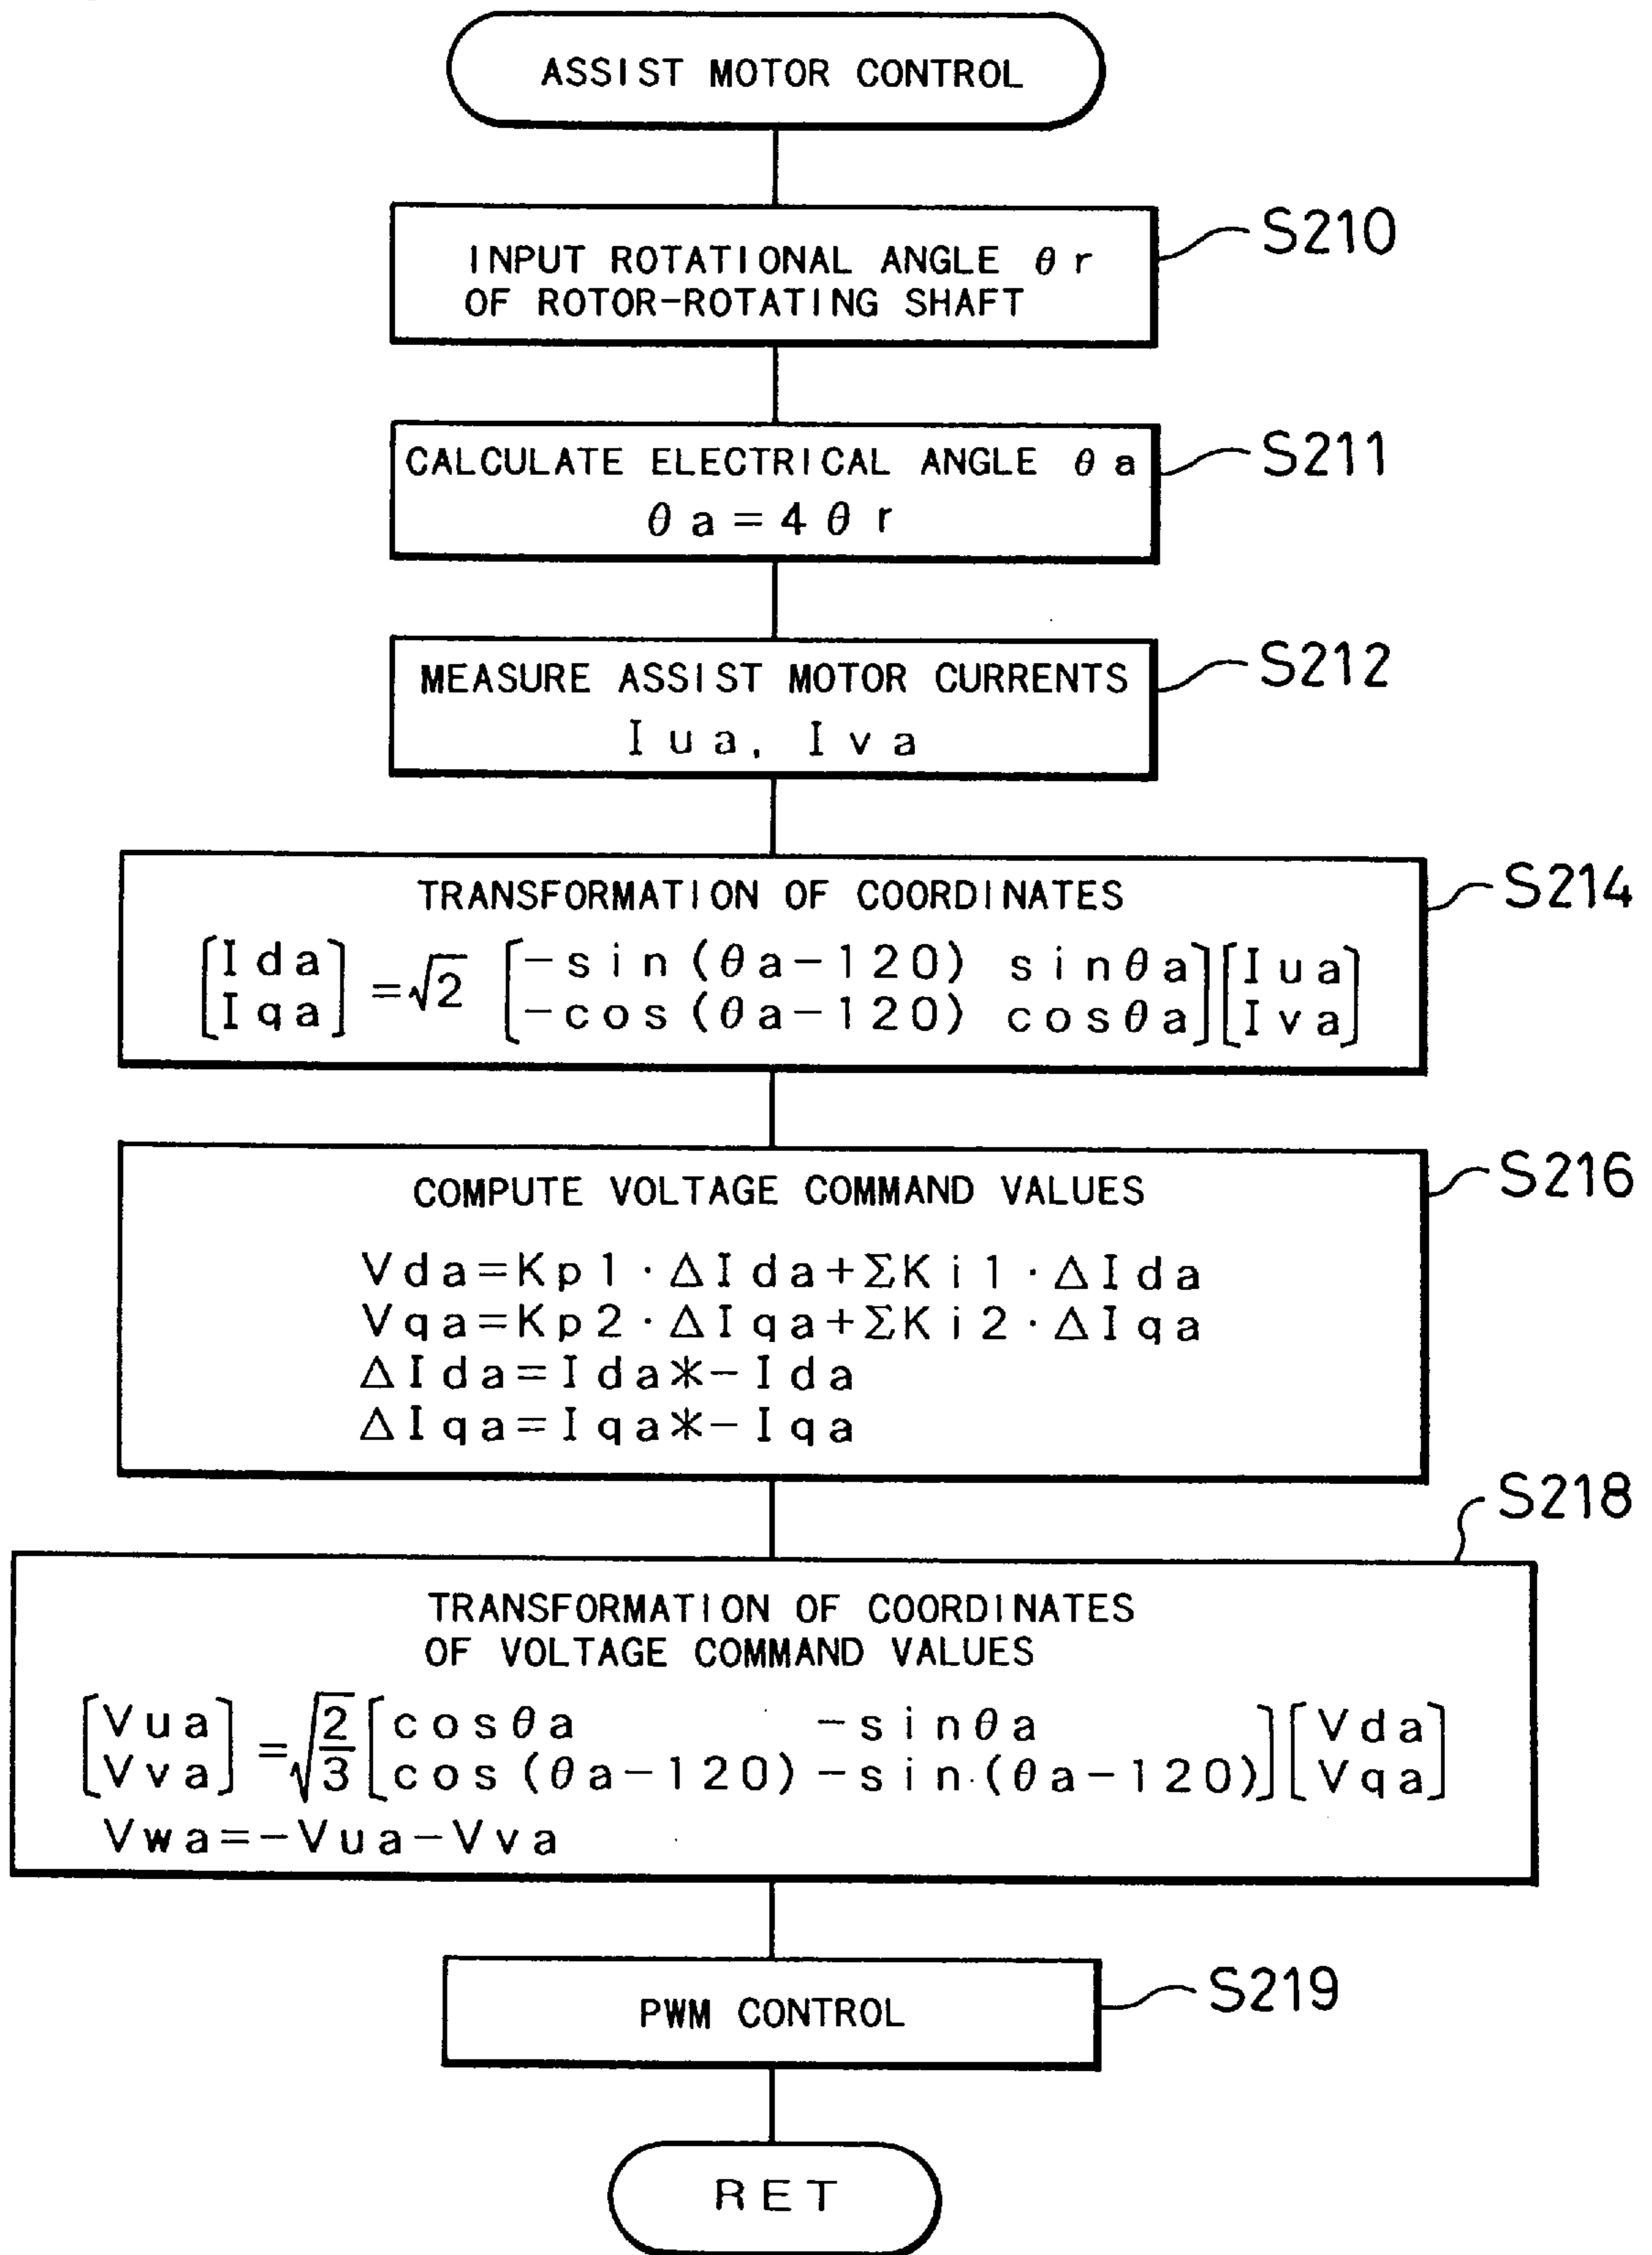 ASSIST MOTOR CONTROL
S210
INPUT ROTATIONAL ANGLE θr
OF ROTOR-ROTATING SHAFT
S211
CALCULATE ELECTRICAL ANGLE θa
θa=4θr
S212
MEASURE ASSIST MOTOR CURRENTS
Iua, Iva
S214
TRANSFORMATION OF COORDINATES
[Ida] =√2 [-sin(θa-120) sinθa][Iua]
[Iqa] [-cos(θa-120) cosθa][Iva]
S216
COMPUTE VOLTAGE COMMAND VALUES
Vda=Kp1·ΔIda+ΣKi1·ΔIda
Vqa=Kp2·ΔIqa+ΣKi2·ΔIqa
ΔIda=Ida*-Ida
ΔIqa=Iqa*-Iqa
S218
TRANSFORMATION OF COORDINATES
OF VOLTAGE COMMAND VALUES
[Vua] =√2/3 [cosθa -sinθa][Vda]
[Vva] [cos(θa-120) -sin(θa-120)][Vqa]
Vwa=-Vua-Vva
S219
PWM CONTROL
RET